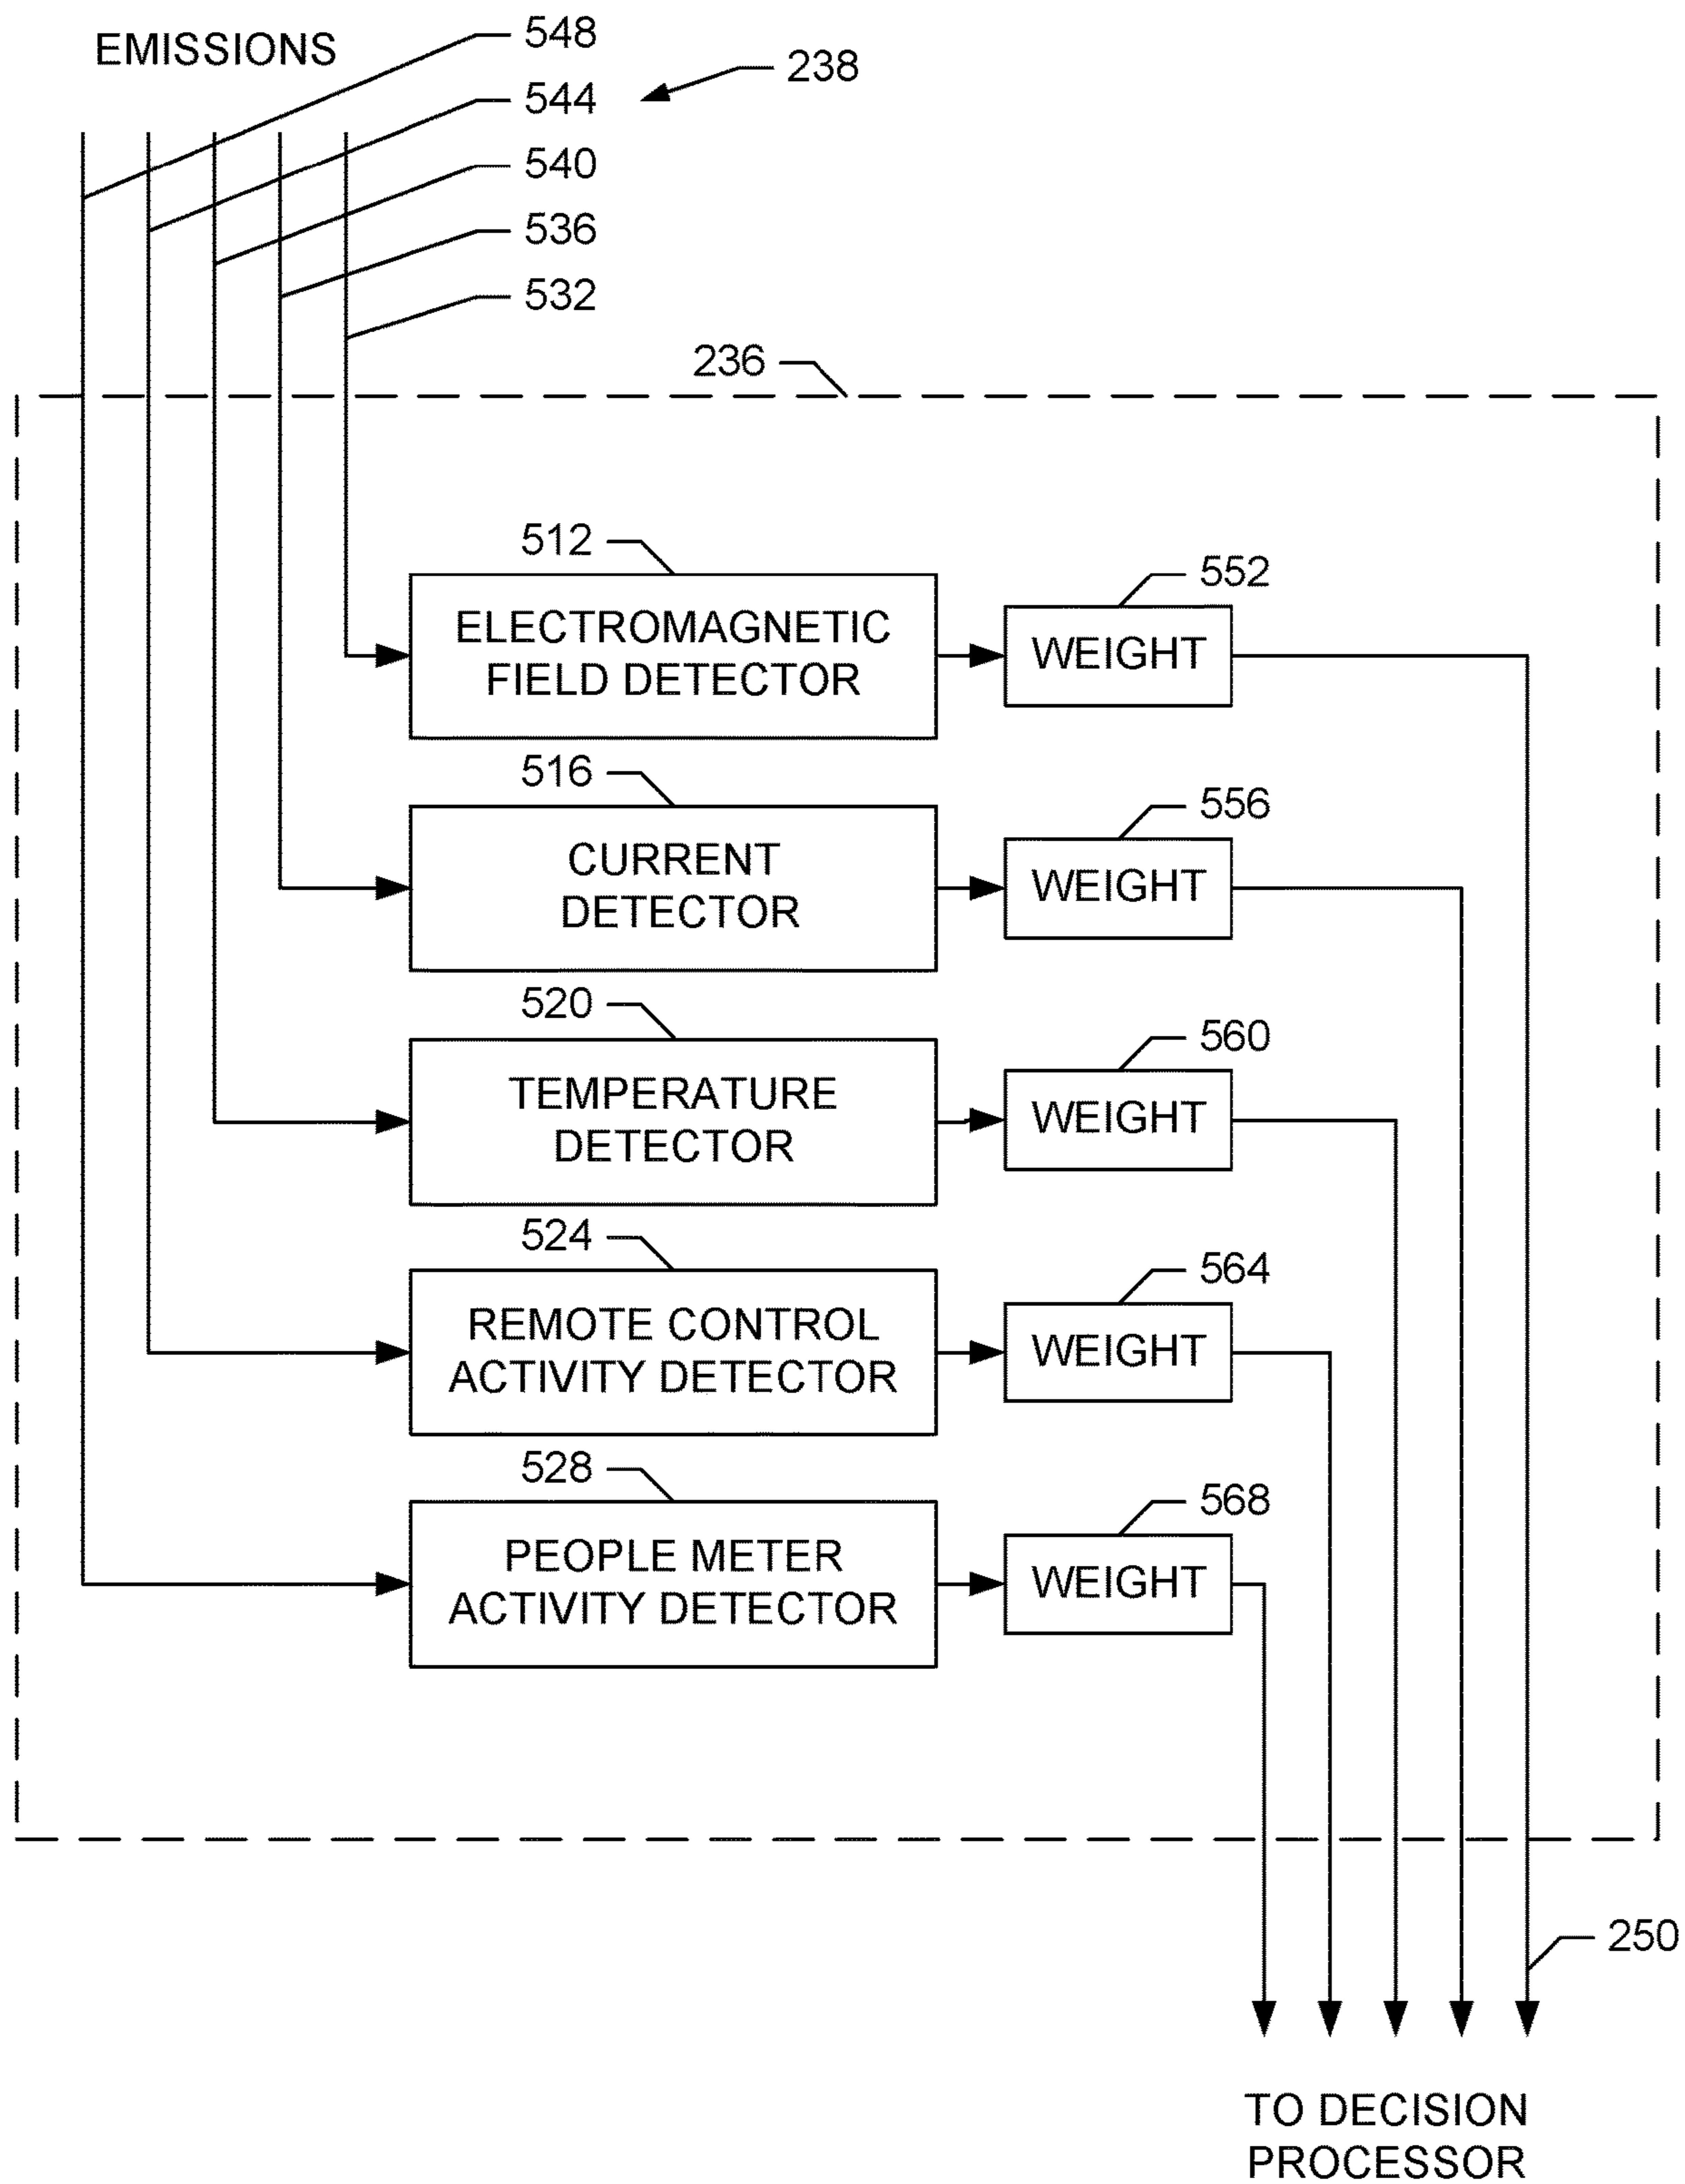 EMISSIONS
548
238
544
540
536
532
236
512
552
ELECTROMAGNETIC
FIELD DETECTOR
WEIGHT
516
556
CURRENT
DETECTOR
WEIGHT
520
560
TEMPERATURE
DETECTOR
WEIGHT
524
564
REMOTE CONTROL
ACTIVITY DETECTOR
WEIGHT
528
568
PEOPLE METER
ACTIVITY DETECTOR
WEIGHT
250
TO DECISION
PROCESSOR